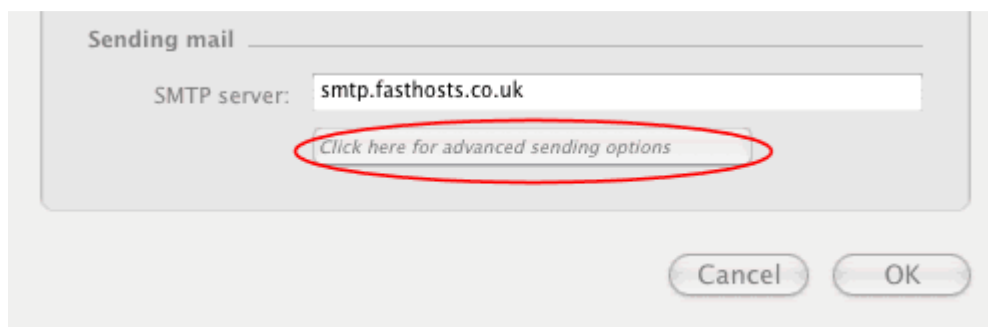 Sending mail
SMTP server: smtp.fasthosts.co.uk
Click here for advanced sending options
Cancel OK